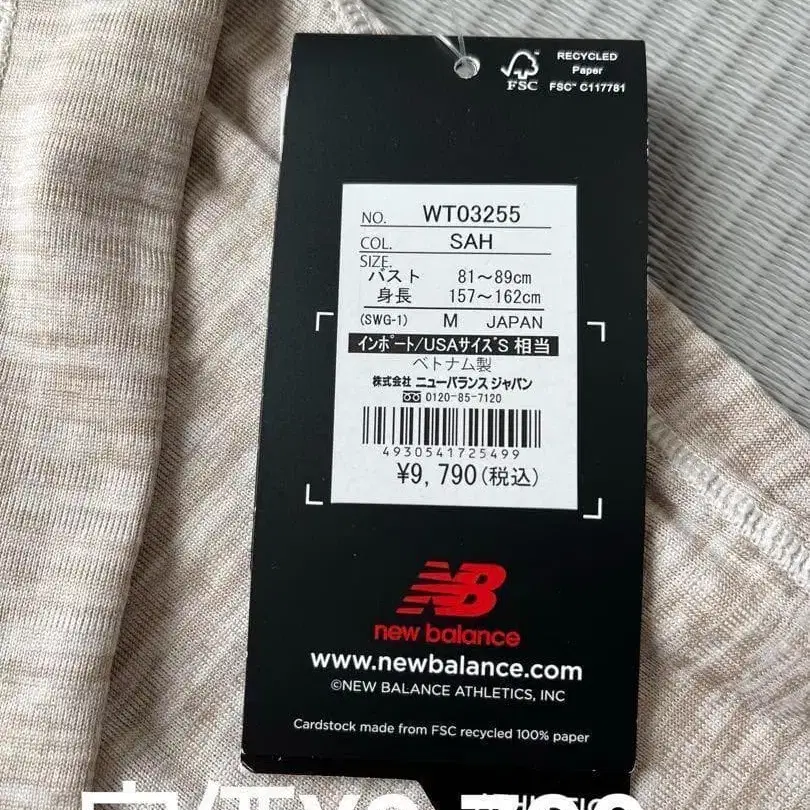 FSC
RECYCLED
Paper
FSC™ C117781
NO. WT03255
COL. SAH
SIZE.
バスト 81～89cm
身長 157～162cm
(SWG-1) M JAPAN
インポート/USAサイズS 相当
ベトナム製
株式会社 ニューバランス ジャパン
0120-85-7120
4930541725499
¥9,790(税込)
NB
new balance
www.newbalance.com
©NEW BALANCE ATHLETICS, INC
Cardstock made from FSC recycled 100% paper